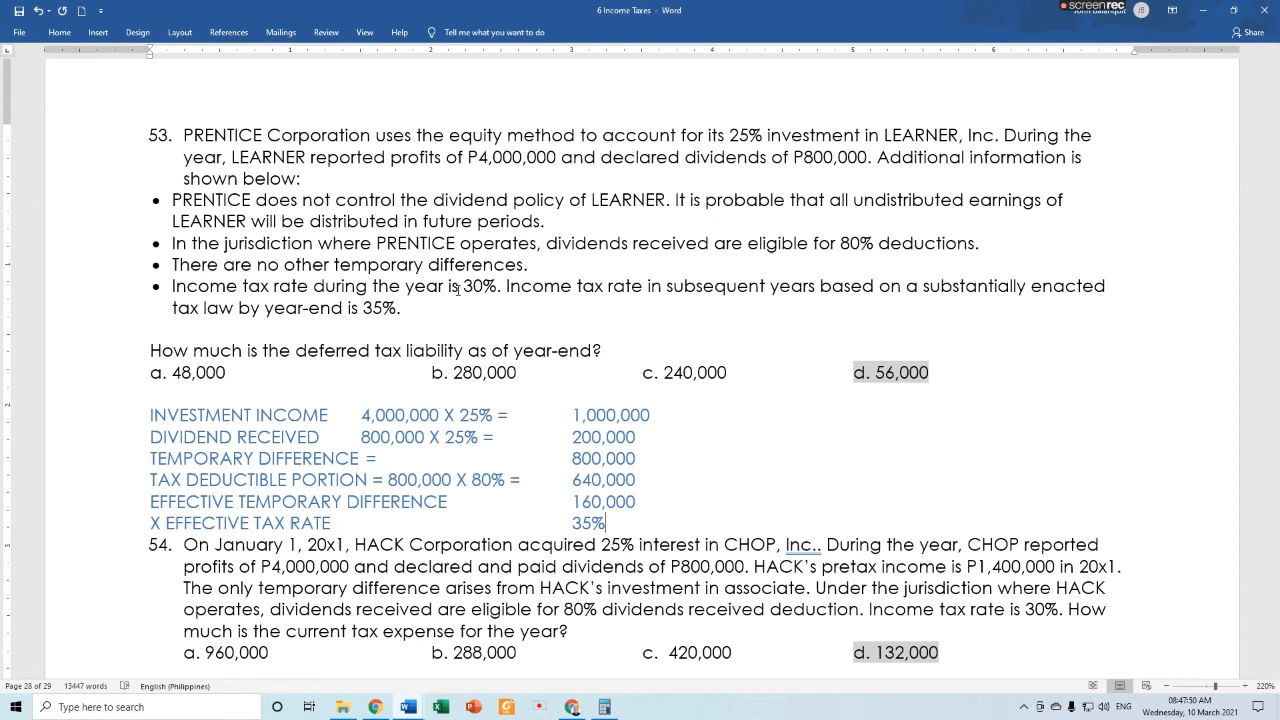 6 Income Taxes - Word
screenrec
JB
File Home Insert Design Layout References Mailings Review View Help Tell me what you want to do Share
1 2 3 4 5 6
53. PRENTICE Corporation uses the equity method to account for its 25% investment in LEARNER, Inc. During the
year, LEARNER reported profits of P4,000,000 and declared dividends of P800,000. Additional information is
shown below:
• PRENTICE does not control the dividend policy of LEARNER. It is probable that all undistributed earnings of
LEARNER will be distributed in future periods.
• In the jurisdiction where PRENTICE operates, dividends received are eligible for 80% deductions.
• There are no other temporary differences.
• Income tax rate during the year is 30%. Income tax rate in subsequent years based on a substantially enacted
tax law by year-end is 35%.
How much is the deferred tax liability as of year-end?
a. 48,000 b. 280,000 c. 240,000 d. 56,000
INVESTMENT INCOME 4,000,000 X 25% = 1,000,000
DIVIDEND RECEIVED 800,000 X 25% = 200,000
TEMPORARY DIFFERENCE = 800,000
TAX DEDUCTIBLE PORTION = 800,000 X 80% = 640,000
EFFECTIVE TEMPORARY DIFFERENCE 160,000
X EFFECTIVE TAX RATE 35%
54. On January 1, 20x1, HACK Corporation acquired 25% interest in CHOP, Inc.. During the year, CHOP reported
profits of P4,000,000 and declared and paid dividends of P800,000. HACK's pretax income is P1,400,000 in 20x1.
The only temporary difference arises from HACK's investment in associate. Under the jurisdiction where HACK
operates, dividends received are eligible for 80% dividends received deduction. Income tax rate is 30%. How
much is the current tax expense for the year?
a. 960,000 b. 288,000 c. 420,000 d. 132,000
Page 28 of 29 13447 words English (Philippines) 220%
Type here to search
ENG
08:47:50 AM
Wednesday, 10 March 2021